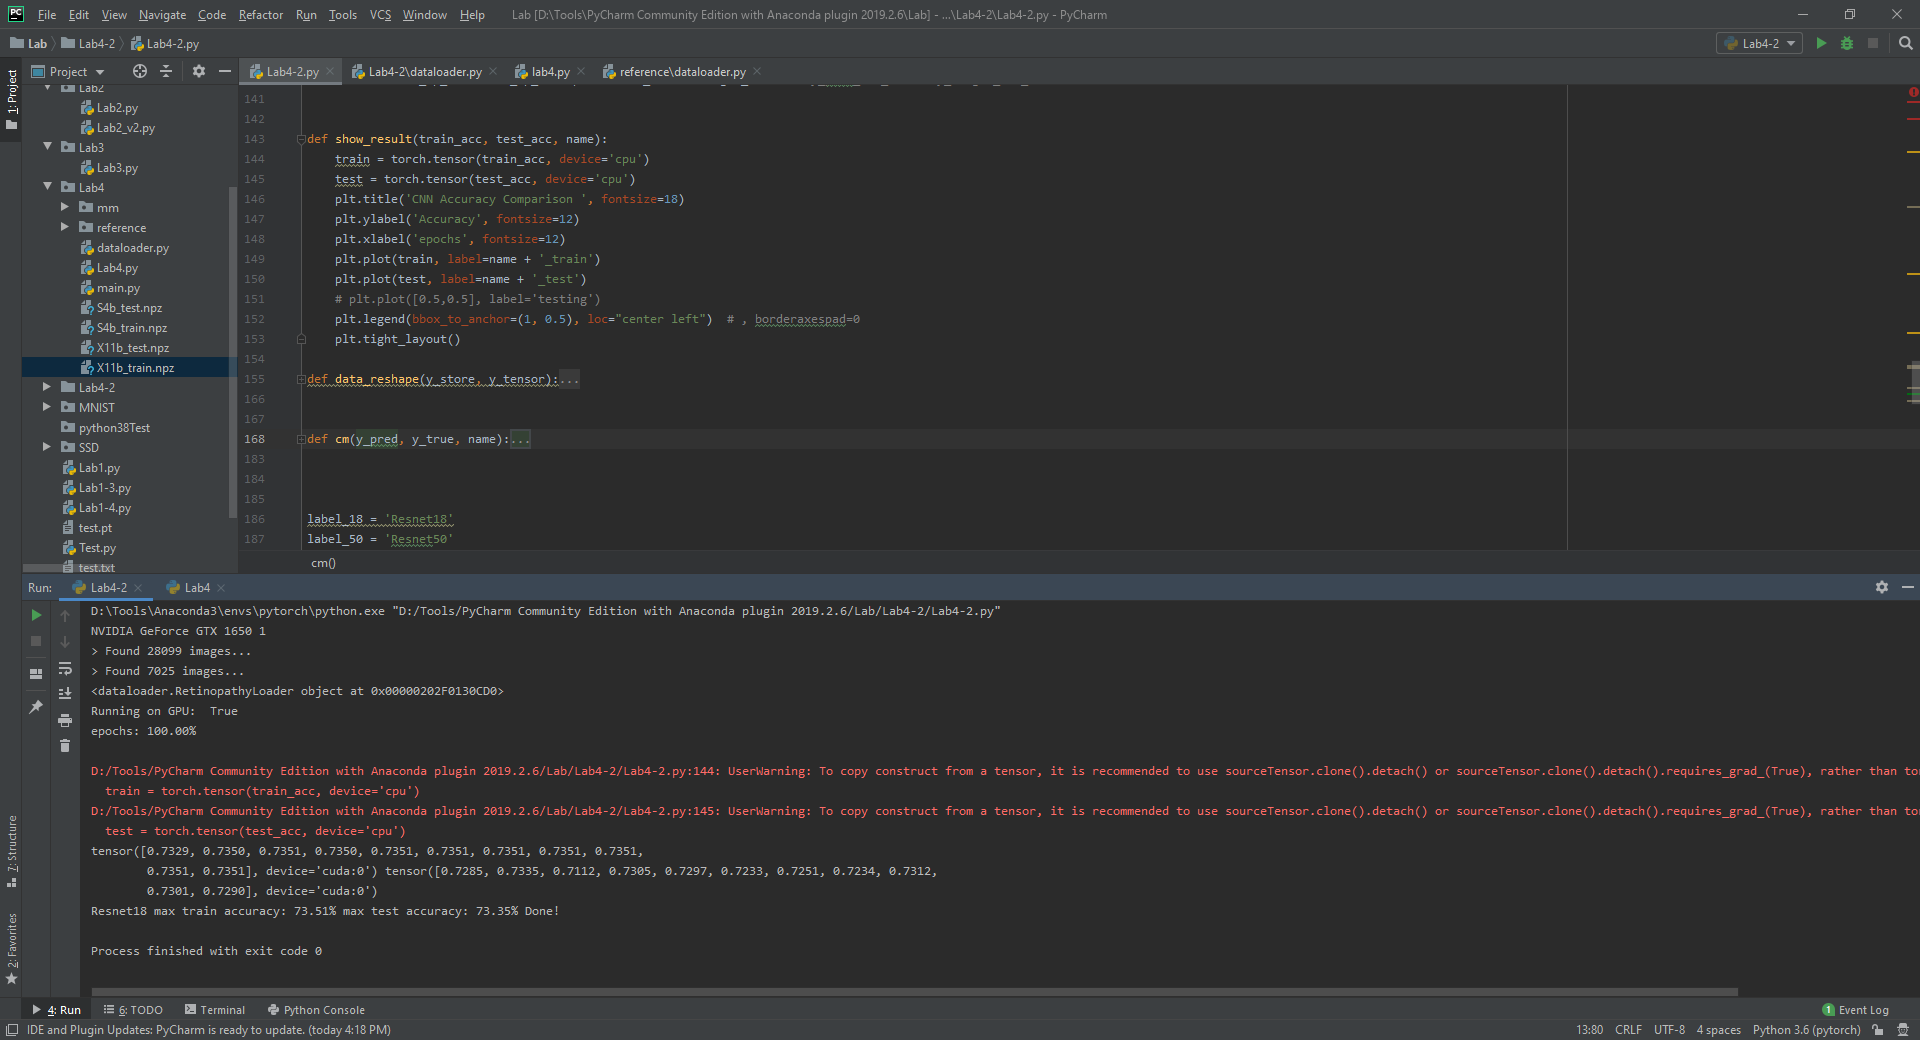 File Edit View Navigate Code Refactor Run Tools VCS Window Help Lab [D:\Tools\PyCharm Community Edition with Anaconda plugin 2019.2.6\Lab] - ...\Lab4-2\Lab4-2.py - PyCharm
Lab Lab4-2 Lab4-2.py Lab4-2
Project
Lab4-2.py Lab4-2\dataloader.py lab4.py reference\dataloader.py
1: Project
Lab2
Lab2.py
Lab2_v2.py
Lab3
Lab3.py
Lab4
mm
reference
dataloader.py
Lab4.py
main.py
S4b_test.npz
S4b_train.npz
X11b_test.npz
X11b_train.npz
Lab4-2
MNIST
python38Test
SSD
Lab1.py
Lab1-3.py
Lab1-4.py
test.pt
Test.py
test.txt
141
142
143 def show_result(train_acc, test_acc, name):
144 train = torch.tensor(train_acc, device='cpu')
145 test = torch.tensor(test_acc, device='cpu')
146 plt.title('CNN Accuracy Comparison ', fontsize=18)
147 plt.ylabel('Accuracy', fontsize=12)
148 plt.xlabel('epochs', fontsize=12)
149 plt.plot(train, label=name + '_train')
150 plt.plot(test, label=name + '_test')
151 # plt.plot([0.5,0.5], label='testing')
152 plt.legend(bbox_to_anchor=(1, 0.5), loc="center left") # , borderaxespad=0
153 plt.tight_layout()
154
155 def data_reshape(y_store, y_tensor):...
166
167
168 def cm(y_pred, y_true, name):...
183
184
185
186 label_18 = 'Resnet18'
187 label_50 = 'Resnet50'
cm()
Run: Lab4-2 Lab4
D:\Tools\Anaconda3\envs\pytorch\python.exe "D:/Tools/PyCharm Community Edition with Anaconda plugin 2019.2.6/Lab/Lab4-2/Lab4-2.py"
NVIDIA GeForce GTX 1650 1
> Found 28099 images...
> Found 7025 images...
<dataloader.RetinopathyLoader object at 0x00000202F0130CD0>
Running on GPU:  True
epochs: 100.00%
D:/Tools/PyCharm Community Edition with Anaconda plugin 2019.2.6/Lab/Lab4-2/Lab4-2.py:144: UserWarning: To copy construct from a tensor, it is recommended to use sourceTensor.clone().detach() or sourceTensor.clone().detach().requires_grad_(True), rather than to
train = torch.tensor(train_acc, device='cpu')
D:/Tools/PyCharm Community Edition with Anaconda plugin 2019.2.6/Lab/Lab4-2/Lab4-2.py:145: UserWarning: To copy construct from a tensor, it is recommended to use sourceTensor.clone().detach() or sourceTensor.clone().detach().requires_grad_(True), rather than to
test = torch.tensor(test_acc, device='cpu')
tensor([0.7329, 0.7350, 0.7351, 0.7350, 0.7351, 0.7351, 0.7351, 0.7351, 0.7351,
0.7351, 0.7351], device='cuda:0') tensor([0.7285, 0.7335, 0.7112, 0.7305, 0.7297, 0.7233, 0.7251, 0.7234, 0.7312,
0.7301, 0.7290], device='cuda:0')
Resnet18 max train accuracy: 73.51% max test accuracy: 73.35% Done!
Process finished with exit code 0
7: Structure
2: Favorites
4: Run 6: TODO Terminal Python Console 1 Event Log
IDE and Plugin Updates: PyCharm is ready to update. (today 4:18 PM) 13:80 CRLF UTF-8 4 spaces Python 3.6 (pytorch)